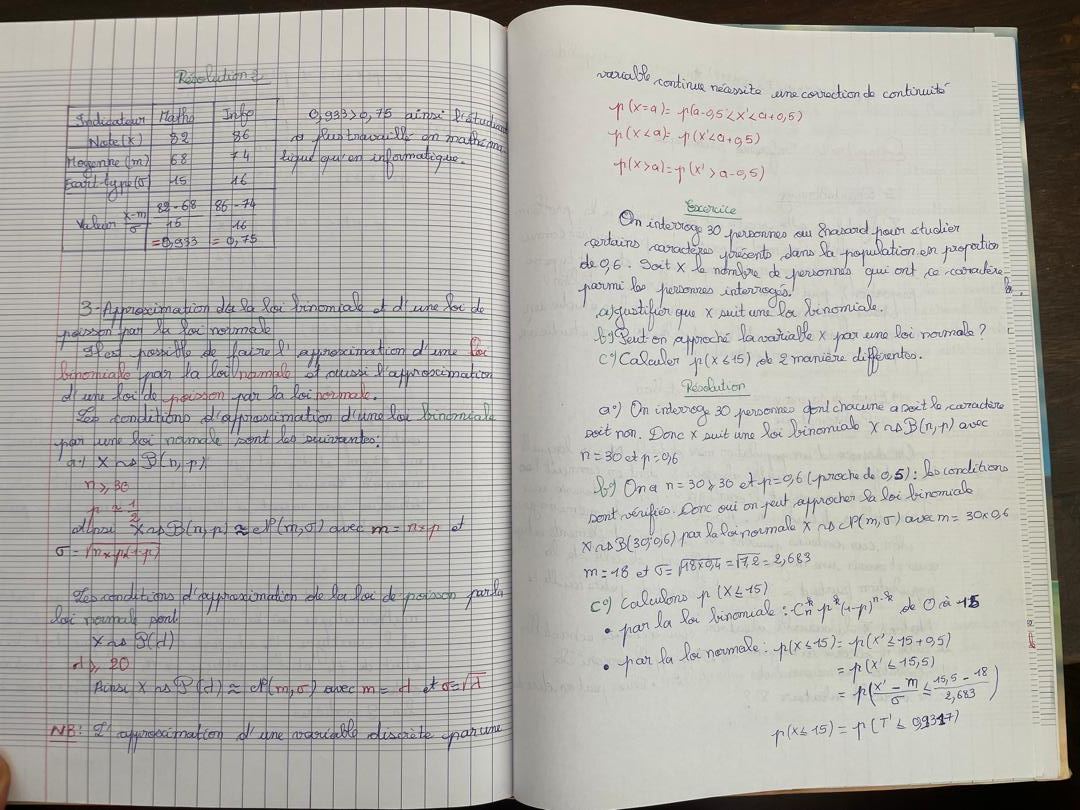 Résolution :
Indicateur Maths Info
Note (x) 82 86
Moyenne (m) 68 74
Ecart-type (σ) 15 16
Valeur x-m/σ 82-68/15 86-74/16
=0,933 = 0,75
0,933 > 0,75 ainsi l'étudiant
a plus travaillé en mathéma
tique qu'en informatique.
3-Approximation de la loi binomiale et d'une loi de
poisson par la loi normale
Il est possible de faire l'approximation d'une loi
binomiale par la loi normale et aussi l'approximation
d'une loi de poisson par la loi normale.
Les conditions d'approximation d'une loi binomiale
par une loi normale sont les suivantes:
a-) X ~> B(n, p)
n ≥ 30
p ≈ 1/2
Ainsi X ~> B(n, p) ≈ N(m, σ) avec m = n×p et
σ = √n×p(1-p)
Les conditions d'approximation de la loi de poisson par la
loi normale sont
X ~> P(λ)
λ ≥ 20
Ainsi X ~> P(λ) ≈ N(m, σ) avec m = λ et σ=√λ
NB: L'approximation d'une variable discrète par une
variable continue nécessite une correction de continuité
p(x=a) = p(a-0,5 < x' < a+0,5)
p(x<a) = p(x'<a+0,5)
p(x>a) = p(x' > a-0,5)
Exercice
On interroge 30 personnes au hasard pour étudier
certains caractères présents dans la population en proportion
de 0,6. Soit X le nombre de personnes qui ont ce caractère
parmi les personnes interrogés.
a°) Justifier que X suit une loi binomiale.
b°) Peut on approché la variable X par une loi normale ?
c°) Calculer p(x ≤ 15) de 2 manière différentes.
Résolution
a°) On interroge 30 personnes dont chacune a soit le caractère
soit non. Donc X suit une loi binomiale X ~> B(n, p) avec
n = 30 et p = 0,6
b°) On a n = 30 ≥ 30 et p = 0,6 (proche de 0,5) : les conditions
sont vérifiés. Donc oui on peut approcher la loi binomiale
X ~> B(30; 0,6) par la loi normale X ~> N(m, σ) avec m = 30×0,6
m = 18 et σ = √18×0,4 = √7,2 = 2,683
c°) Calculons p (X ≤ 15)
• par la loi binomiale : C_n^k p^k (1-p)^n-k de 0 à 15
• par la loi normale : p(x ≤ 15) = p(x' ≤ 15+0,5)
= p(x' ≤ 15,5)
= p(x'-m/σ ≤ 15,5-18/2,683)
p(x ≤ 15) = p(T' ≤ 0,9317)